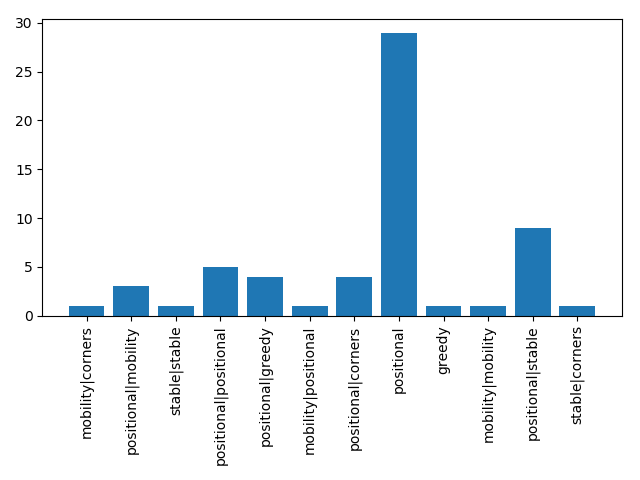 30
25
20
15
10
5
0
mobility|corners
positional|mobility
stable|stable
positional|positional
positional|greedy
mobility|positional
positional|corners
positional
greedy
mobility|mobility
positional|stable
stable|corners